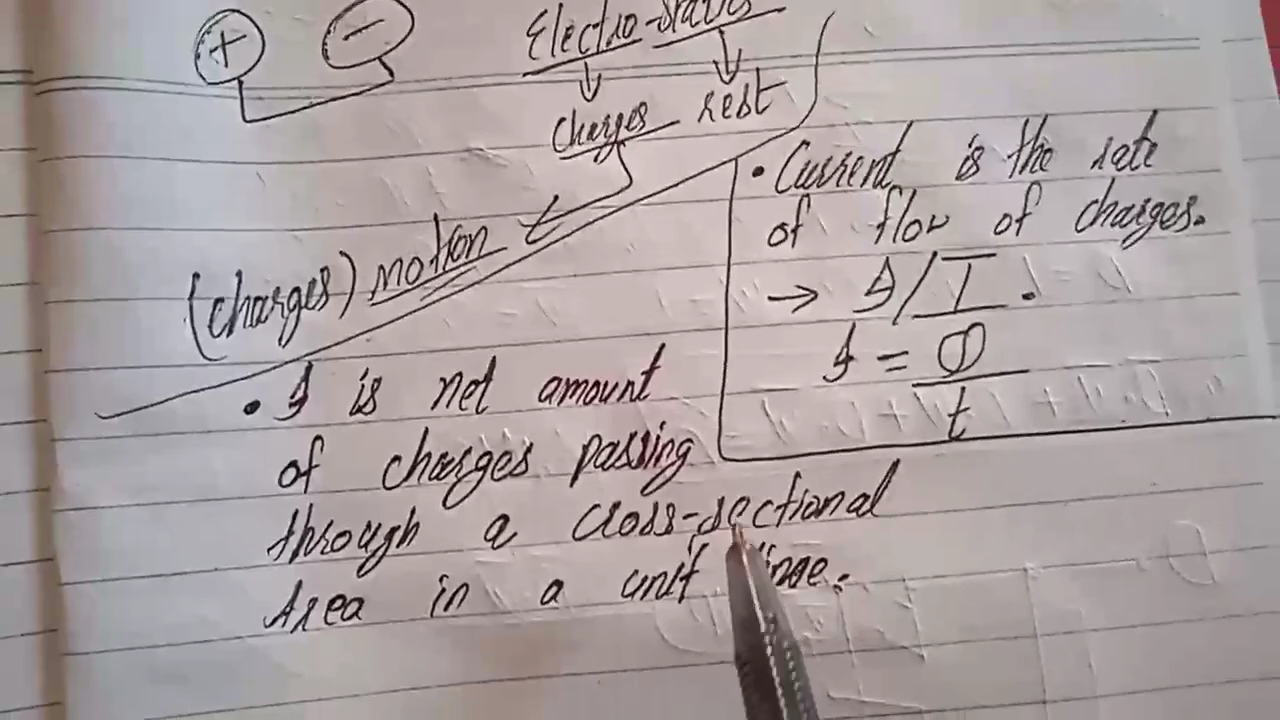 + -
Electro-statics
charges rest
(charges) motion
• Current is the rate
of flow of charges.
→ I/I.
I = Q
t
• I is net amount
of charges passing
through a cross-sectional
Area in a unit time.